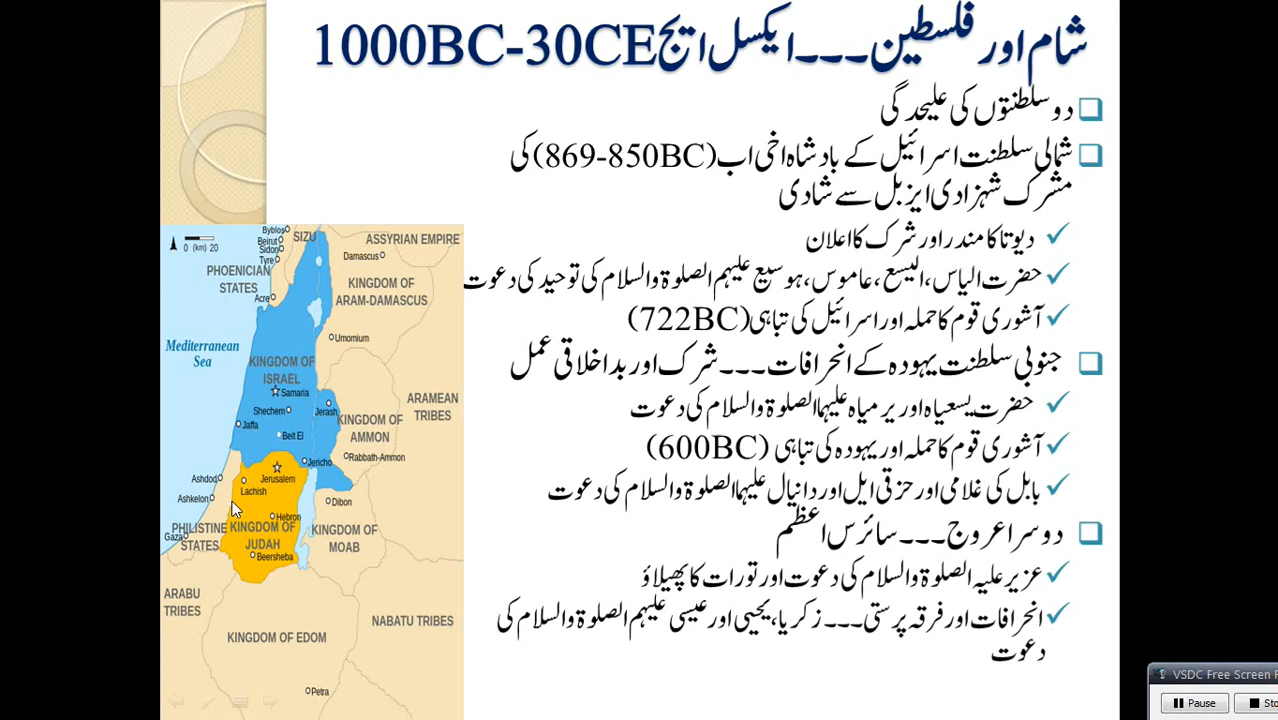 شام اور فلسطین۔۔۔ایکسل ایج 1000BC-30CE
دو سلطنتوں کی علیحدگی
شمالی سلطنت اسرائیل کے بادشاہ اخی اب (869-850BC) کی
مشرک شہزادی ایزبل سے شادی
دیوتا کا مندر اور شرک کا اعلان
حضرت الیاس، الیسع، عاموس، ہوسیع علیہم الصلوۃ والسلام کی توحید کی دعوت
آشوری قوم کا حملہ اور اسرائیل کی تباہی (722BC)
جنوبی سلطنت یہودہ کے انحرافات۔۔۔شرک اور بد اخلاقی عمل
حضرت یسعیاہ اور یرمیاہ علیہما الصلوۃ والسلام کی دعوت
آشوری قوم کا حملہ اور یہودہ کی تباہی (600BC)
بابل کی غلامی اور حزقی ایل اور دانیال علیہما الصلوۃ والسلام کی دعوت
دوسرا عروج۔۔۔سائرس اعظم
عزیر علیہ الصلوۃ والسلام کی دعوت اور تورات کا پھیلاؤ
انحرافات اور فرقہ پرستی۔۔۔زکریا، یحیی اور عیسی علیہم الصلوۃ والسلام کی
دعوت
0 (km) 20
Byblos
Beirut
Sidon
Tyre
SIZU
ASSYRIAN EMPIRE
Damascus
PHOENICIAN
STATES
KINGDOM OF
ARAM-DAMASCUS
Acre
Umomium
Mediterranean
Sea
KINGDOM OF
ISRAEL
Samaria
Shechem
Jerash
ARAMEAN
TRIBES
Jaffa
KINGDOM OF
AMMON
Beit El
Jericho
Rabbath-Ammon
Ashdod
Jerusalem
Lachish
Ashkelon
Dibon
Hebron
Gaza
PHILISTINE
STATES
KINGDOM OF
JUDAH
KINGDOM OF
MOAB
Beersheba
ARABU
TRIBES
NABATU TRIBES
KINGDOM OF EDOM
Petra
VSDC Free Screen
Pause